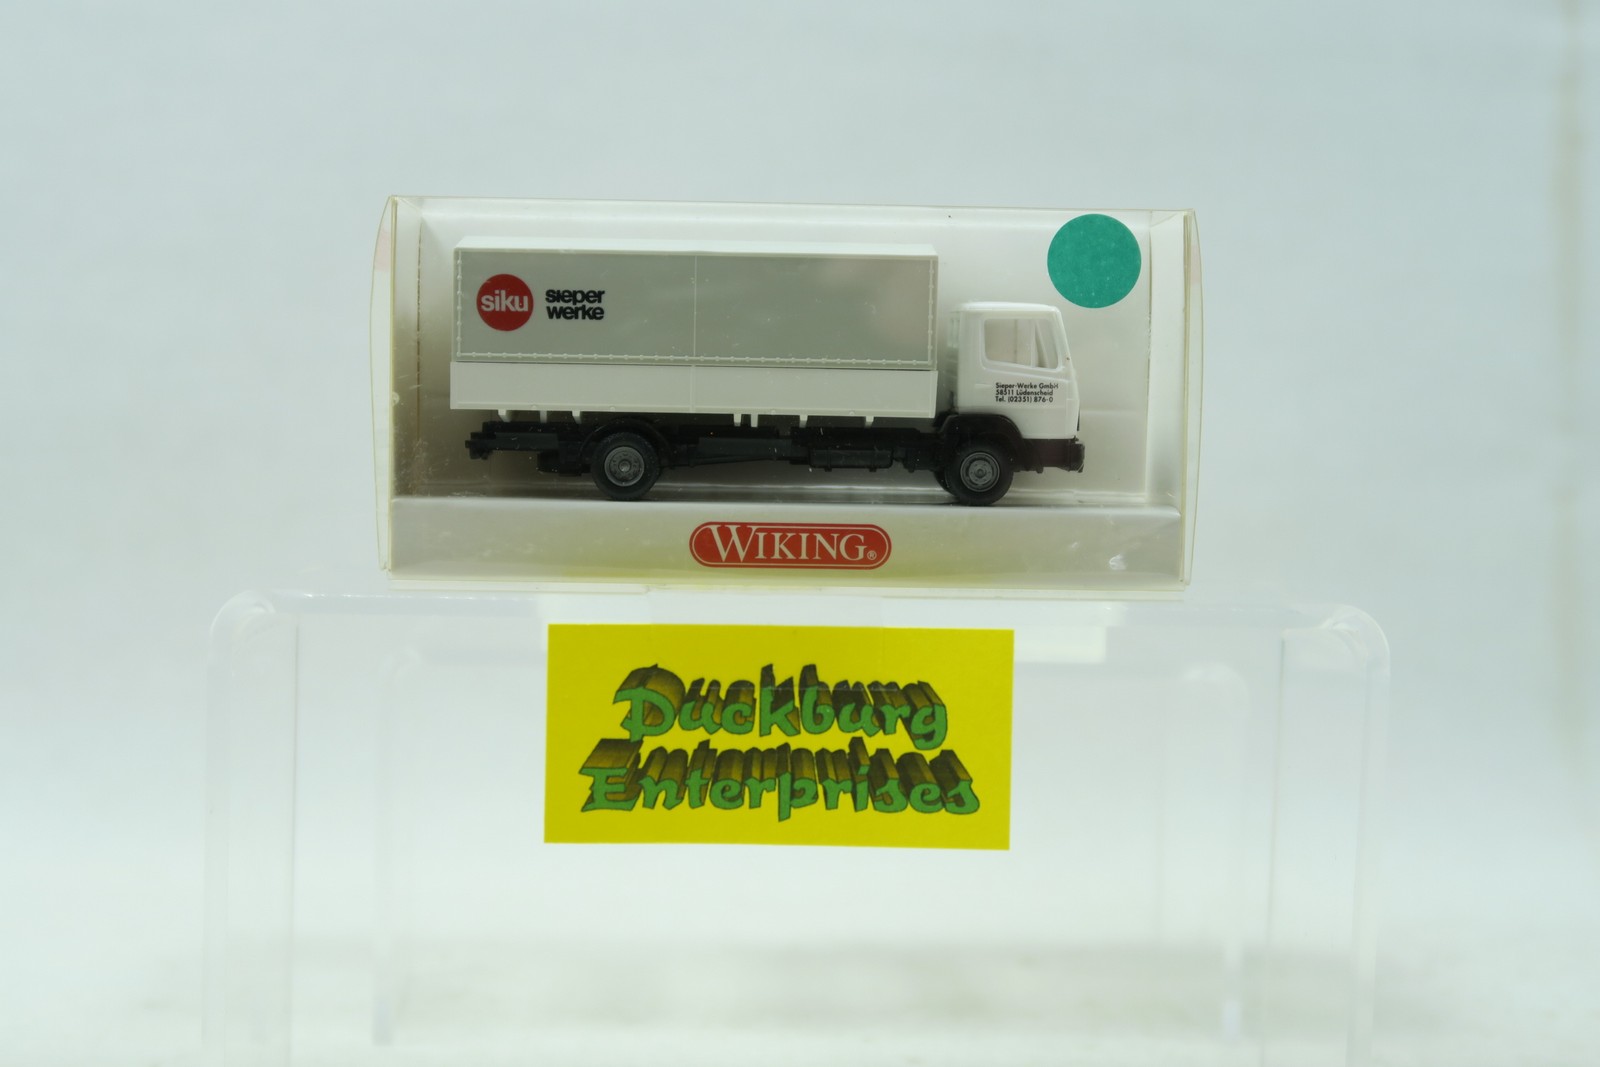 siku
sieper
werke
Sieper-Werke GmbH
58511 Lüdenscheid
Tel. (02351) 876-0
WIKING®
Duckburg
Enterprises